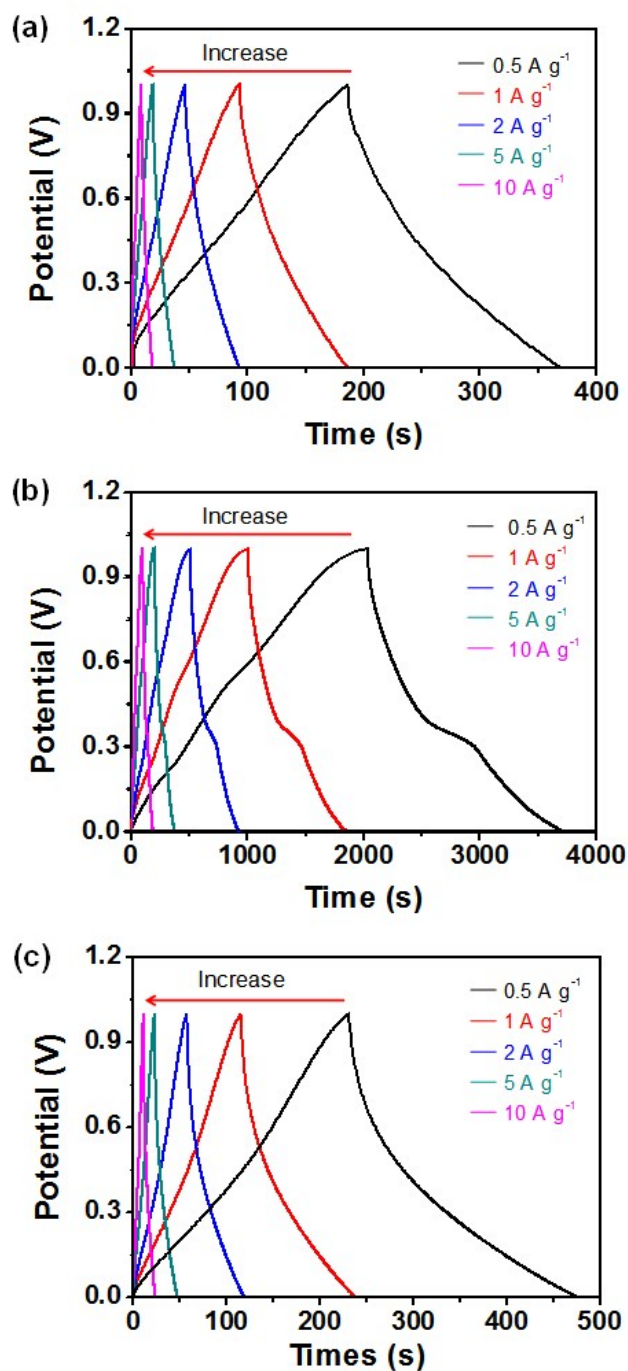 (a)
1.2
0.9
0.6
0.3
0.0
Potential (V)
Increase
0.5 A g⁻¹
1 A g⁻¹
2 A g⁻¹
5 A g⁻¹
10 A g⁻¹
0 100 200 300 400
Time (s)
(b)
1.2
0.9
0.6
0.3
0.0
Potential (V)
Increase
0.5 A g⁻¹
1 A g⁻¹
2 A g⁻¹
5 A g⁻¹
10 A g⁻¹
0 1000 2000 3000 4000
Time (s)
(c)
1.2
0.9
0.6
0.3
0.0
Potential (V)
Increase
0.5 A g⁻¹
1 A g⁻¹
2 A g⁻¹
5 A g⁻¹
10 A g⁻¹
0 100 200 300 400 500
Times (s)